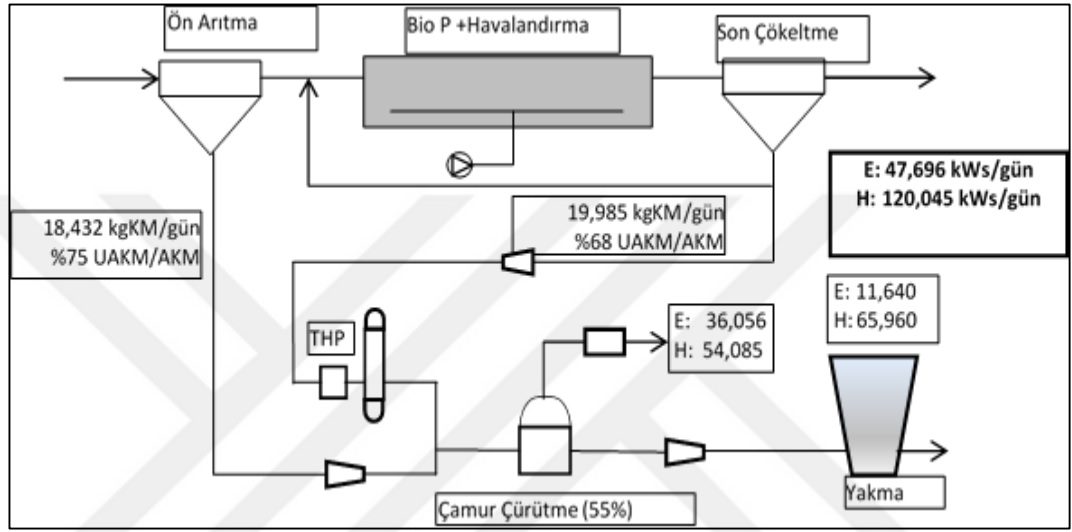 Ön Arıtma
Bio P +Havalandırma
Son Çökeltme
E: 47,696 kWs/gün
H: 120,045 kWs/gün
18,432 kgKM/gün
%75 UAKM/AKM
19,985 kgKM/gün
%68 UAKM/AKM
E: 11,640
H: 65,960
E: 36,056
H: 54,085
THP
Yakma
Çamur Çürütme (55%)